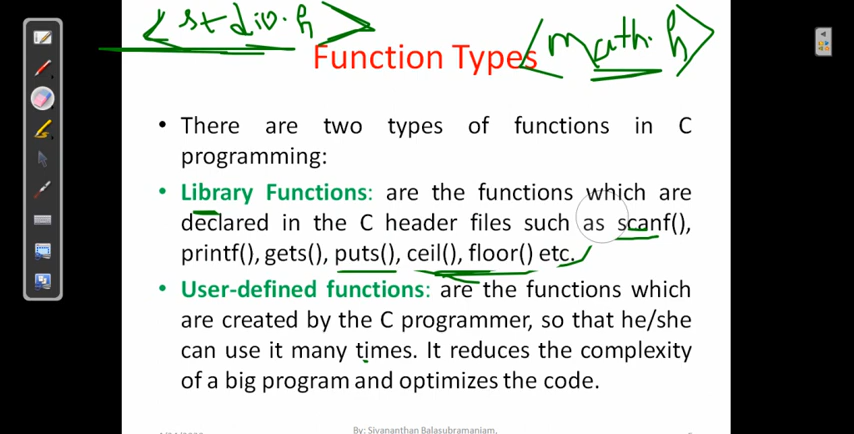 <stdio.h>
<math.h>
Function Types
• There are two types of functions in C
programming:
• Library Functions: are the functions which are
declared in the C header files such as scanf(),
printf(), gets(), puts(), ceil(), floor() etc.
• User-defined functions: are the functions which
are created by the C programmer, so that he/she
can use it many times. It reduces the complexity
of a big program and optimizes the code.
By: Sivananthan Balasubramaniam.